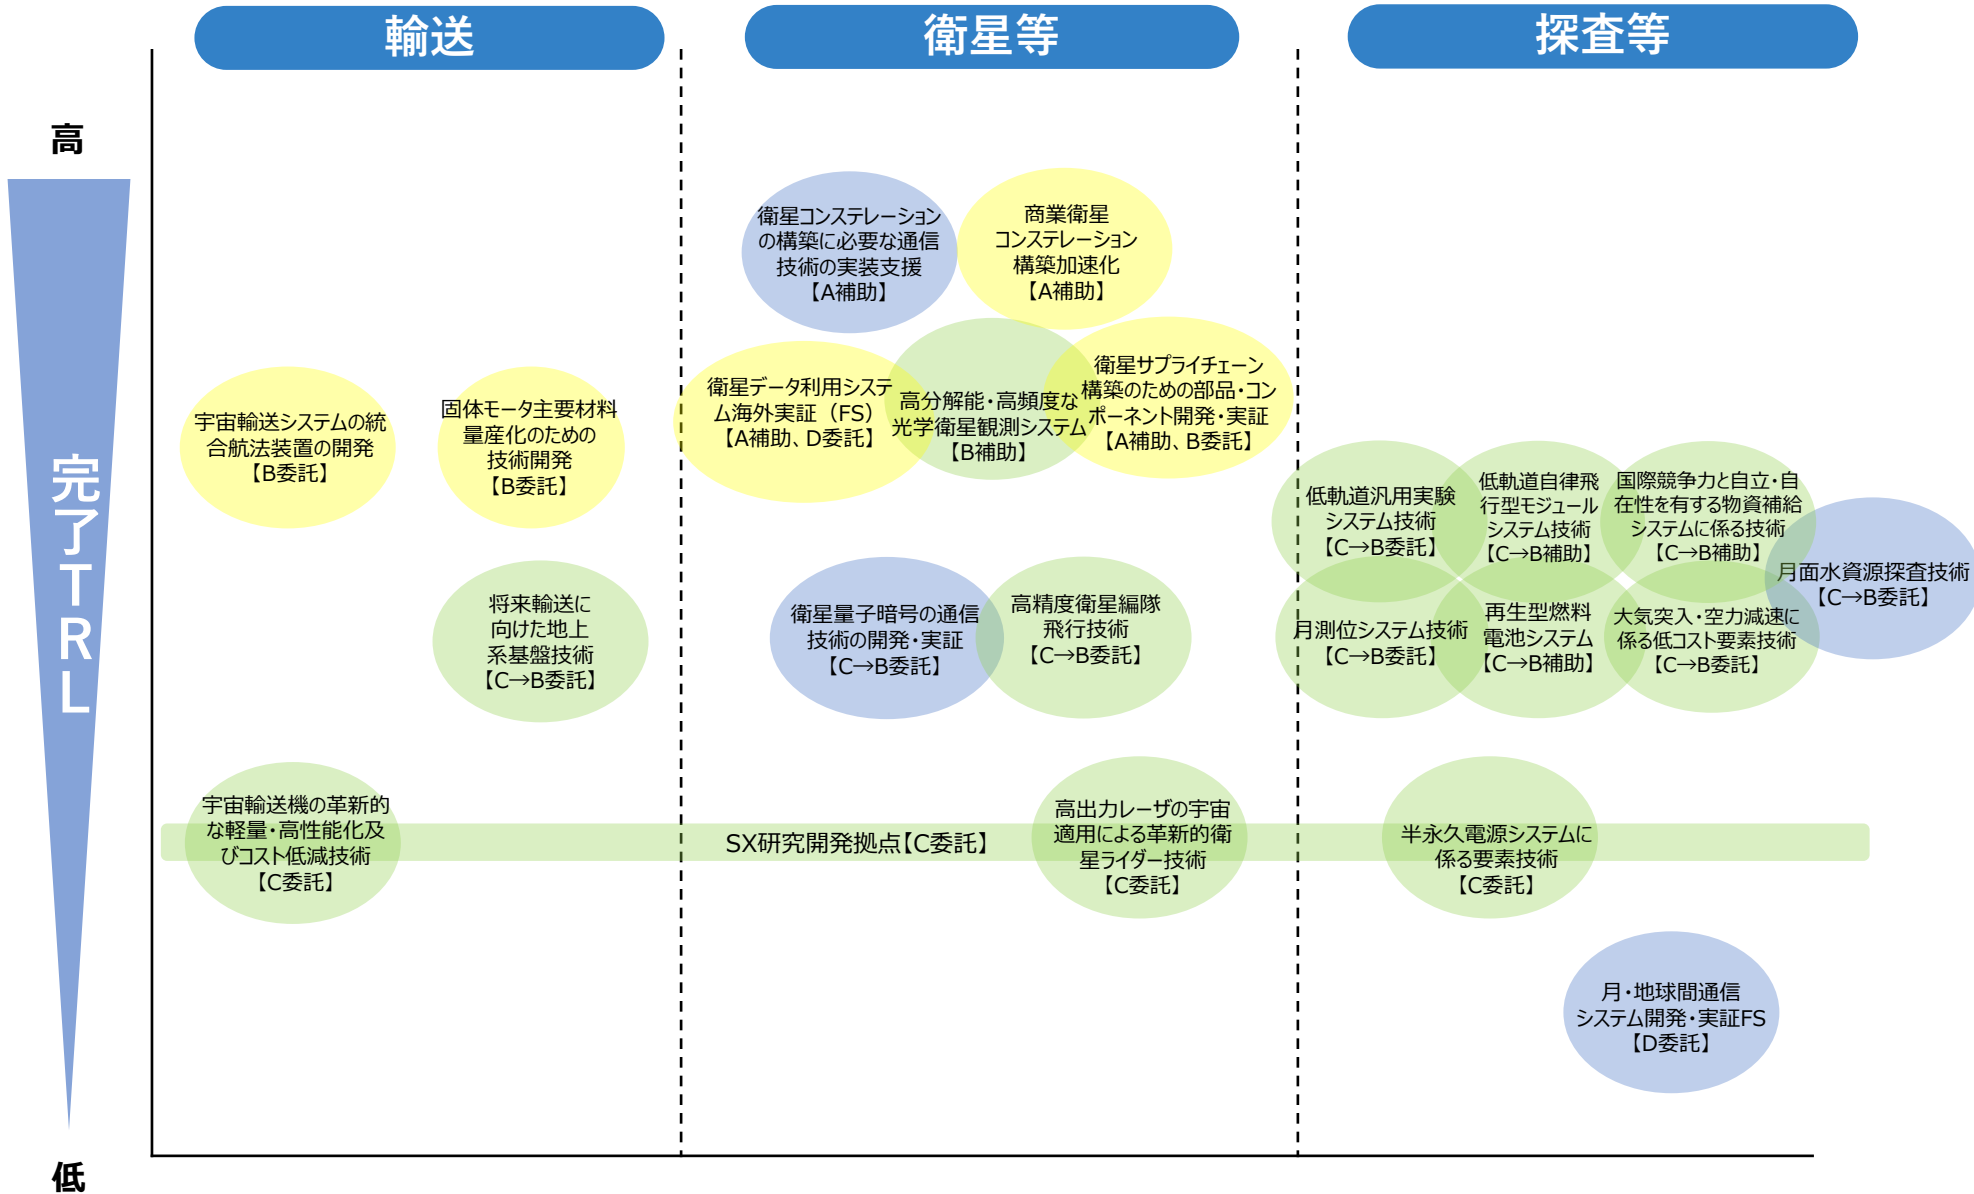 輸送
衛星等
探査等
高
完了TRL
低
宇宙輸送システムの統
合航法装置の開発
【B委託】
固体モータ主要材料
量産化のための
技術開発
【B委託】
将来輸送に
向けた地上
系基盤技術
【C→B委託】
宇宙輸送機の革新的
な軽量・高性能化及
びコスト低減技術
【C委託】
衛星コンステレーション
の構築に必要な通信
技術の実装支援
【A補助】
商業衛星
コンステレーション
構築加速化
【A補助】
衛星データ利用システ
ム海外実証（FS）
【A補助、D委託】
高分解能・高頻度な
光学衛星観測システム
【B補助】
衛星サプライチェーン
構築のための部品・コン
ポーネント開発・実証
【A補助、B委託】
衛星量子暗号の通信
技術の開発・実証
【C→B委託】
高精度衛星編隊
飛行技術
【C→B委託】
SX研究開発拠点【C委託】
高出力レーザの宇宙
適用による革新的衛
星ライダー技術
【C委託】
低軌道汎用実験
システム技術
【C→B委託】
低軌道自律飛
行型モジュール
システム技術
【C→B補助】
国際競争力と自立・自
在性を有する物資補給
システムに係る技術
【C→B補助】
月面水資源探査技術
【C→B委託】
月測位システム技術
【C→B委託】
再生型燃料
電池システム
【C→B補助】
大気突入・空力減速に
係る低コスト要素技術
【C→B委託】
半永久電源システムに
係る要素技術
【C委託】
月・地球間通信
システム開発・実証FS
【D委託】